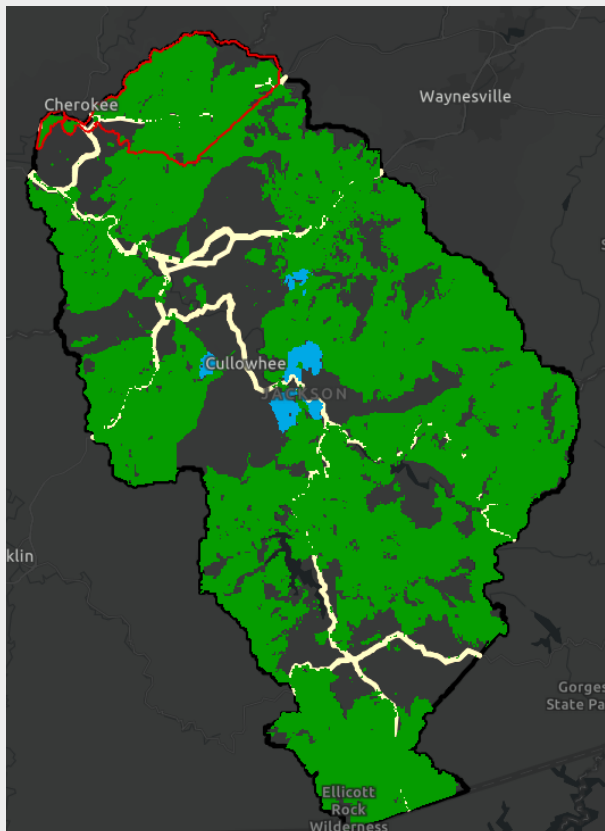 Cherokee
Waynesville
Cullowhee
JACKSON
klin
Gorges
State Pa
Ellicott
Rock
Wilderness